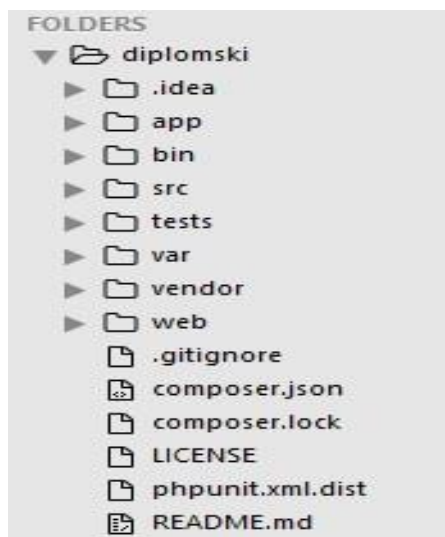 FOLDERS
diplomski
.idea
app
bin
src
tests
var
vendor
web
.gitignore
composer.json
composer.lock
LICENSE
phpunit.xml.dist
README.md